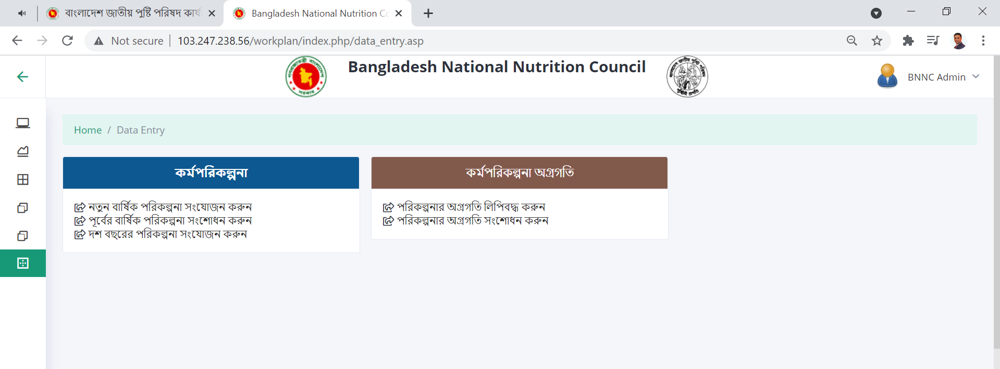 বাংলাদেশ জাতীয় পুষ্টি পরিষদ কার্য
Bangladesh National Nutrition Co
Not secure | 103.247.238.56/workplan/index.php/data_entry.asp
Bangladesh National Nutrition Council
BNNC Admin
Home / Data Entry
কর্মপরিকল্পনা
নতুন বার্ষিক পরিকল্পনা সংযোজন করুন
পূর্বের বার্ষিক পরিকল্পনা সংশোধন করুন
দশ বছরের পরিকল্পনা সংযোজন করুন
কর্মপরিকল্পনা অগ্রগতি
পরিকল্পনার অগ্রগতি লিপিবদ্ধ করুন
পরিকল্পনার অগ্রগতি সংশোধন করুন